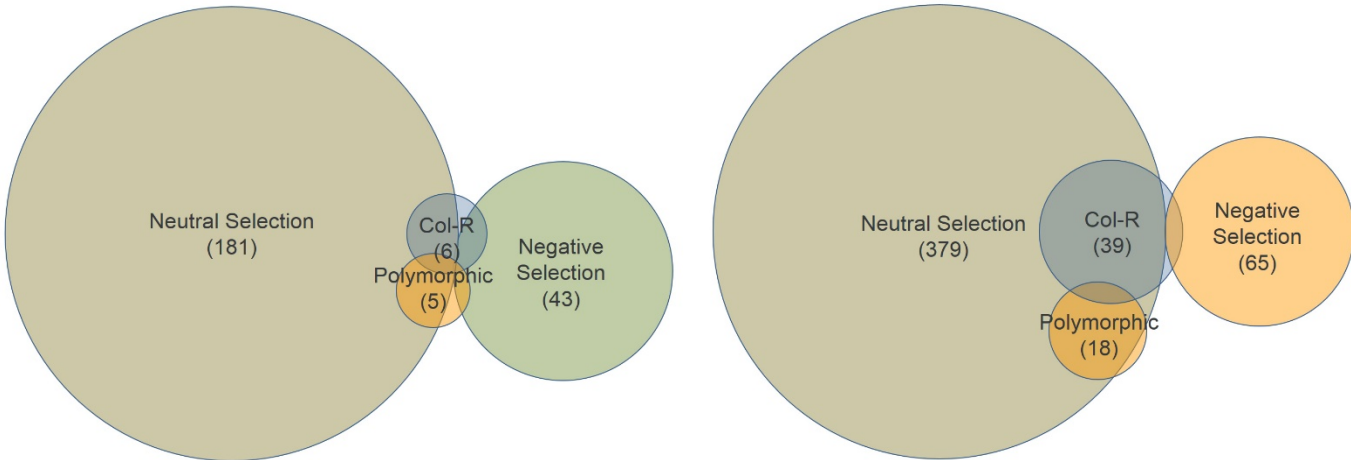 Neutral Selection
(181)
Col-R
(6)
Polymorphic
(5)
Negative
Selection
(43)
Neutral Selection
(379)
Col-R
(39)
Polymorphic
(18)
Negative
Selection
(65)